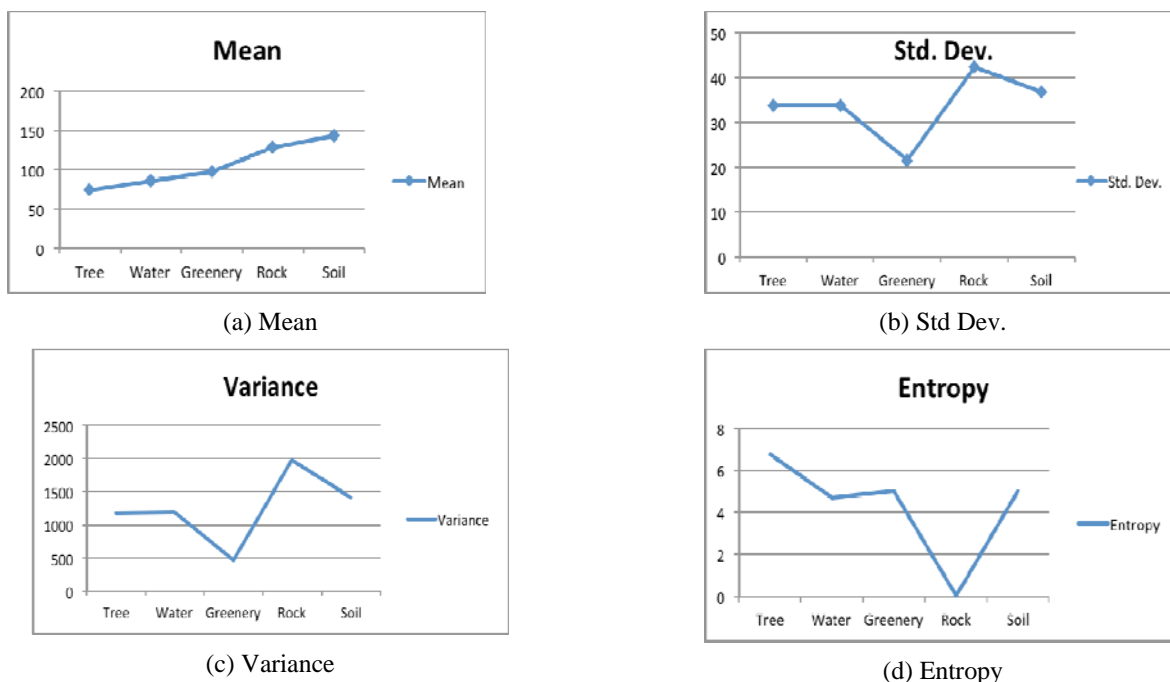 Mean
200
150
100
50
0
Tree Water Greenery Rock Soil
Mean
(a) Mean
Std. Dev.
50
40
30
20
10
0
Tree Water Greenery Rock Soil
Std. Dev.
(b) Std Dev.
Variance
2500
2000
1500
1000
500
0
Tree Water Greenery Rock Soil
Variance
(c) Variance
Entropy
8
6
4
2
0
Tree Water Greenery Rock Soil
Entropy
(d) Entropy